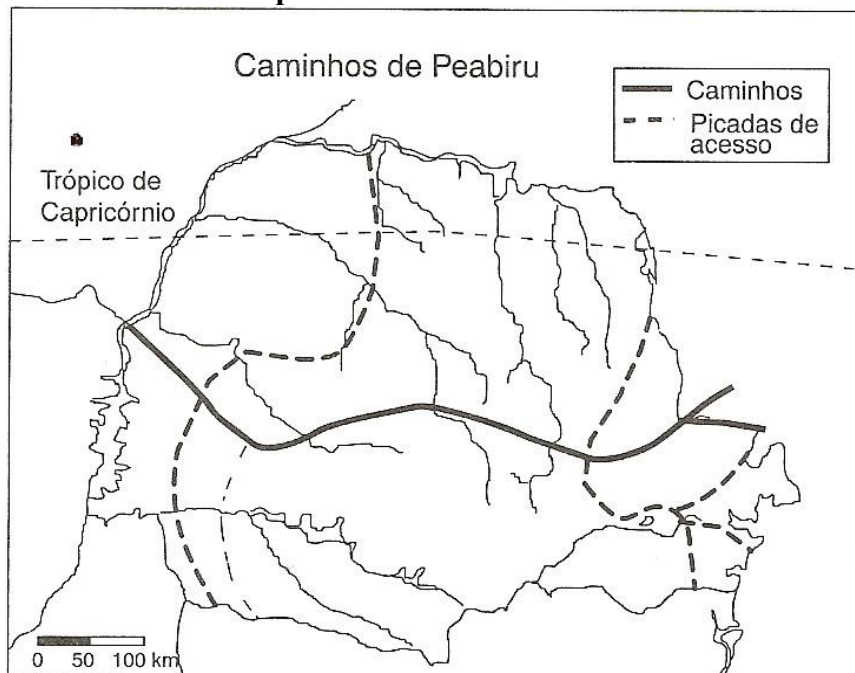 Caminhos de Peabiru
Caminhos
Picadas de
acesso
Trópico de
Capricórnio
0 50 100 km